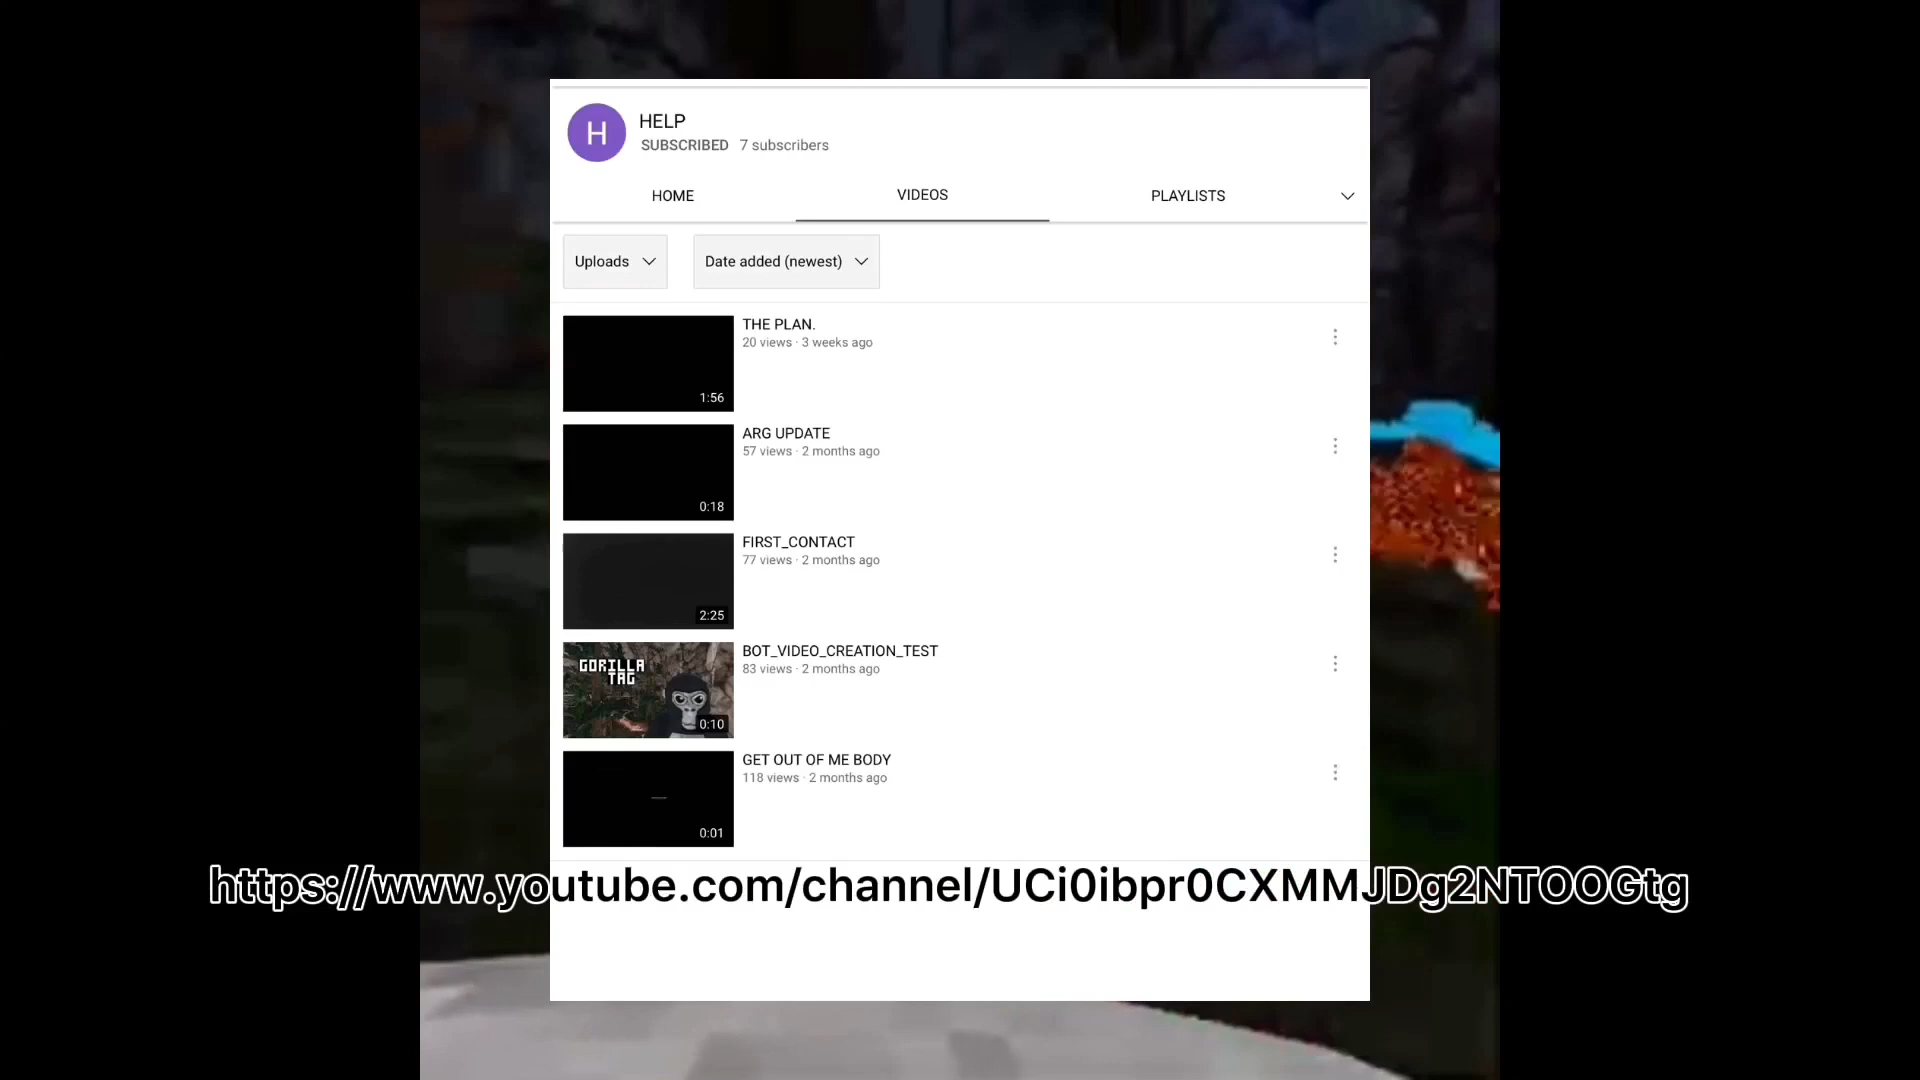 H
HELP
SUBSCRIBED 7 subscribers
HOME VIDEOS PLAYLISTS
Uploads Date added (newest)
THE PLAN.
20 views · 3 weeks ago
1:56
ARG UPDATE
57 views · 2 months ago
0:18
FIRST_CONTACT
77 views · 2 months ago
2:25
BOT_VIDEO_CREATION_TEST
83 views · 2 months ago
GORILLA
TAG
0:10
GET OUT OF ME BODY
118 views · 2 months ago
0:01
https://www.youtube.com/channel/UCi0ibpr0CXMMJDg2NTOOGtg